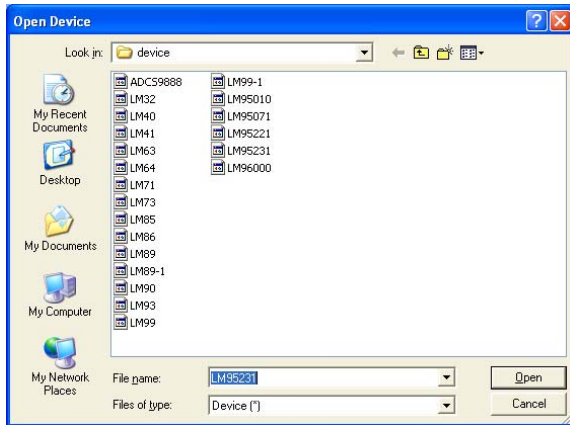 Open Device
Look in:
device
My Recent
Documents
Desktop
My Documents
My Computer
My Network
Places
ADCS9888
LM32
LM40
LM41
LM63
LM64
LM71
LM73
LM85
LM86
LM89
LM89-1
LM90
LM93
LM99
LM99-1
LM95010
LM95071
LM95221
LM95231
LM96000
File name:
LM95231
Open
Files of type:
Device (*)
Cancel